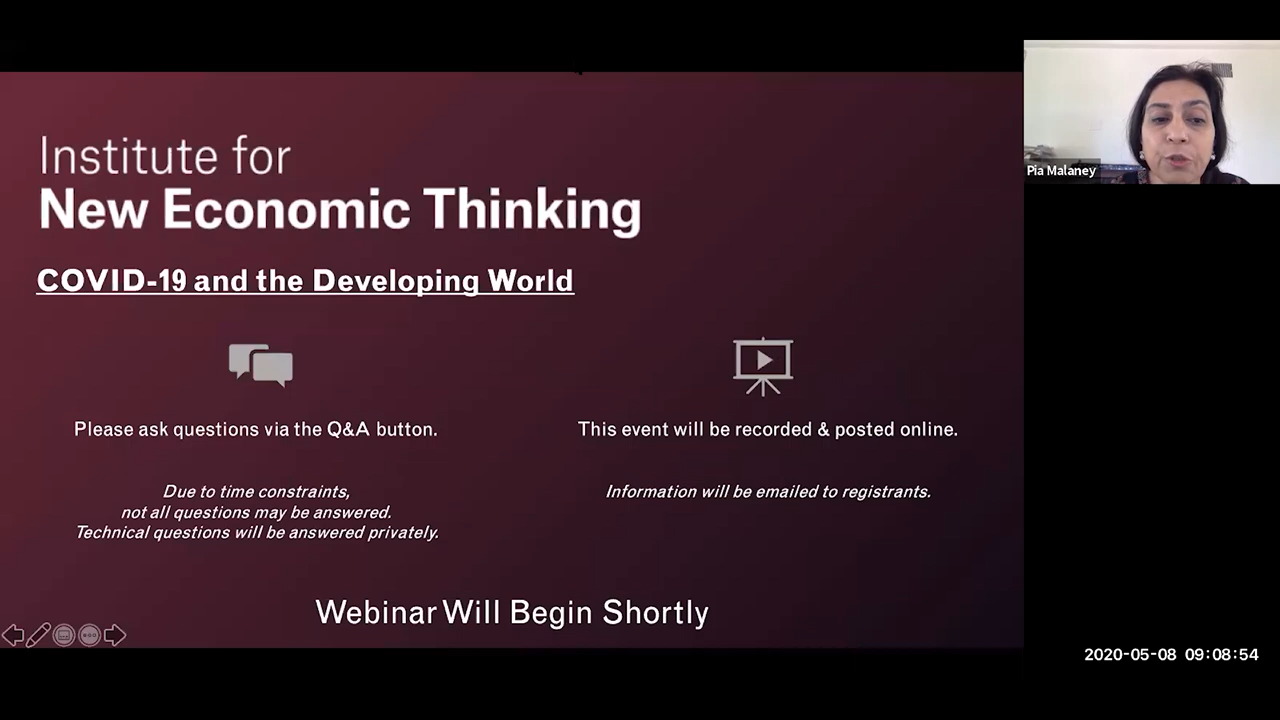 Institute for
New Economic Thinking
COVID-19 and the Developing World
Please ask questions via the Q&A button.
Due to time constraints,
not all questions may be answered.
Technical questions will be answered privately.
This event will be recorded & posted online.
Information will be emailed to registrants.
Webinar Will Begin Shortly
Pia Malaney
2020-05-08 09:08:54